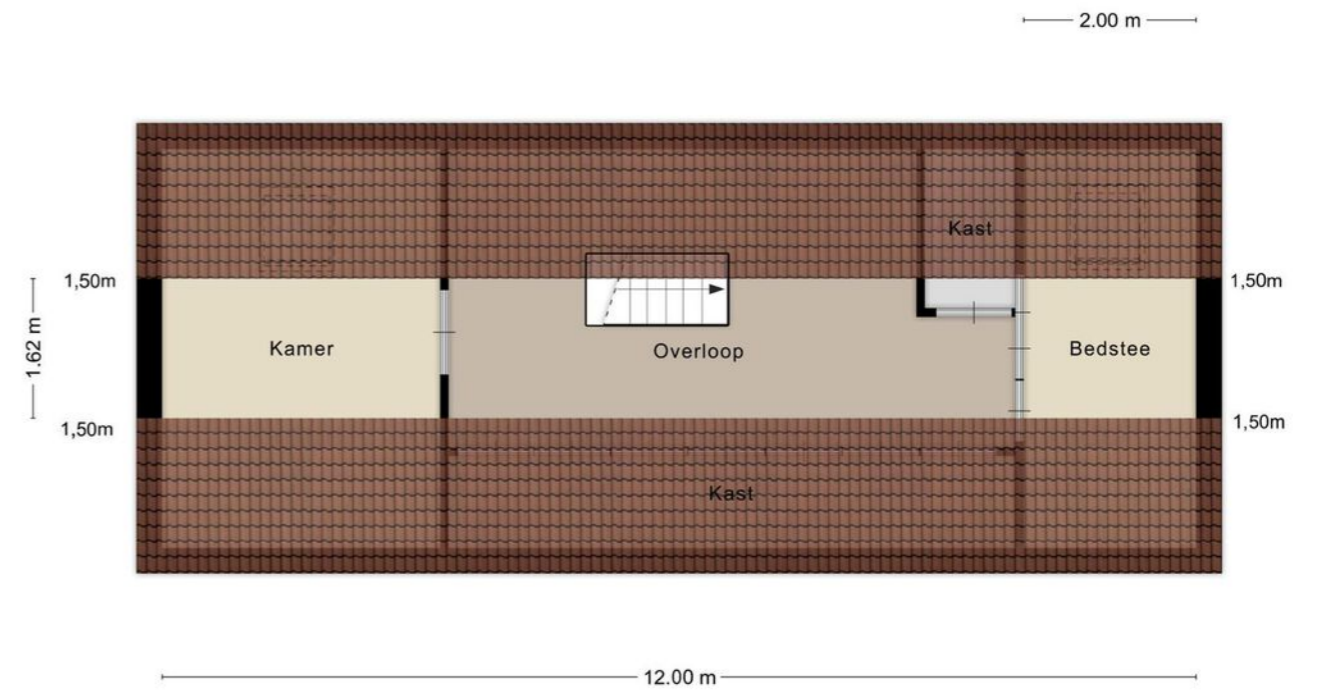 2.00 m
Kast
1,50m
1,50m
1.62 m
Kamer
Overloop
Bedstee
1,50m
1,50m
Kast
12.00 m